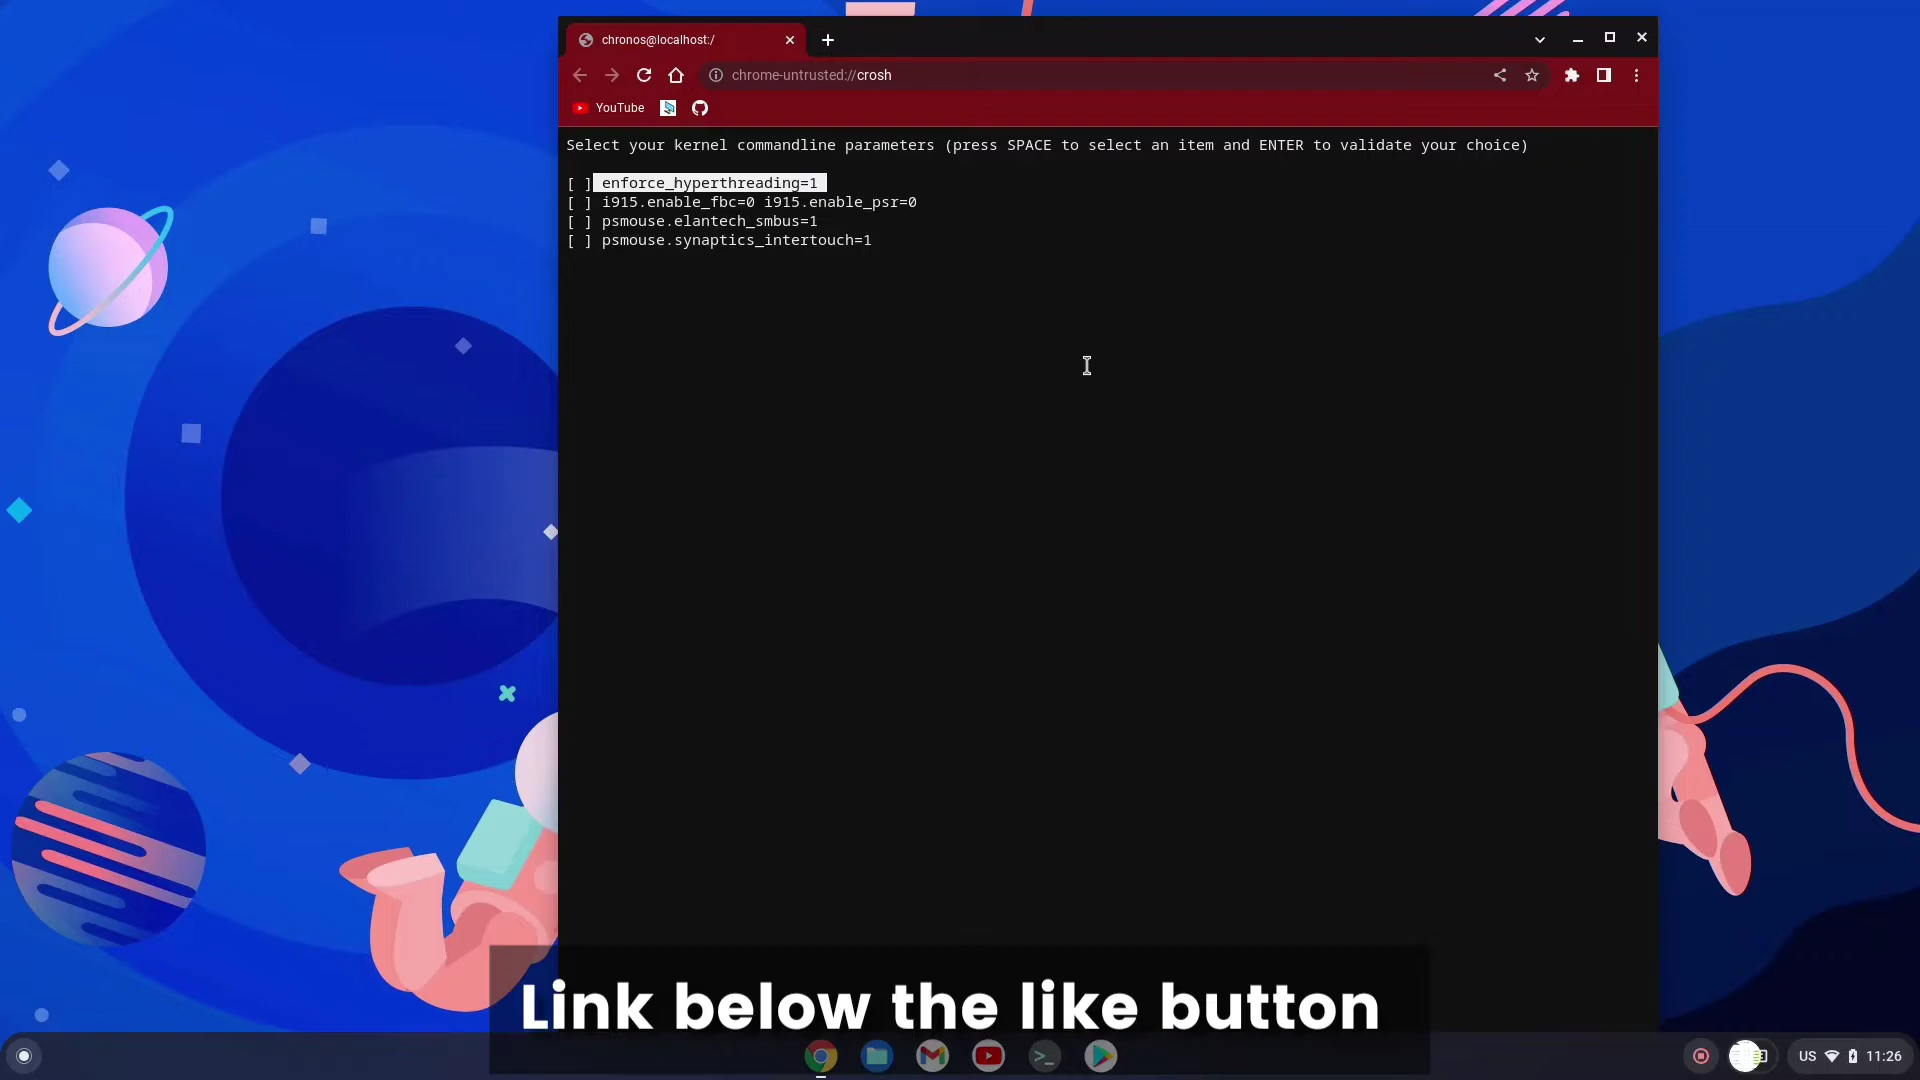 chronos@localhost:/
chrome-untrusted://crosh
YouTube
Select your kernel commandline parameters (press SPACE to select an item and ENTER to validate your choice)
[ ] enforce_hyperthreading=1
[ ] i915.enable_fbc=0 i915.enable_psr=0
[ ] psmouse.elantech_smbus=1
[ ] psmouse.synaptics_intertouch=1
Link below the like button
US 11:26